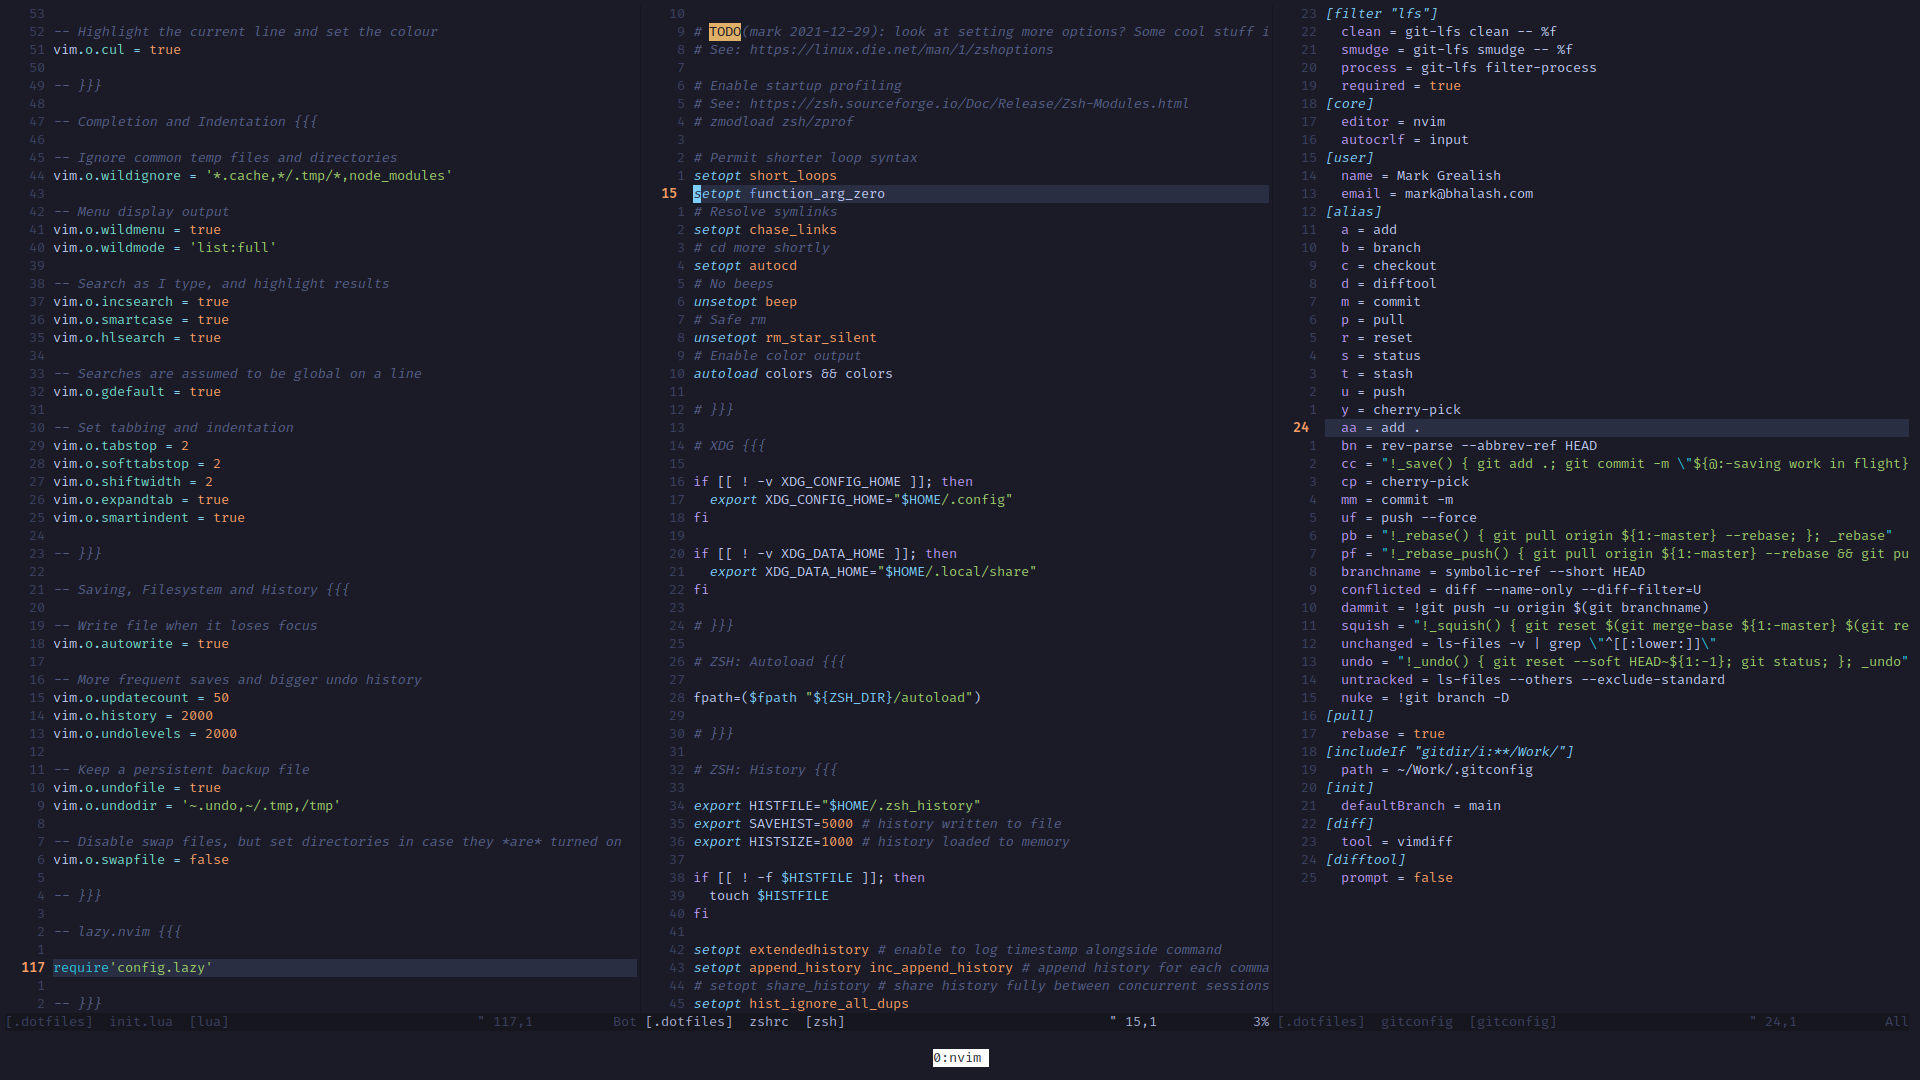 53
52 -- Highlight the current line and set the colour
51 vim.o.cul = true
50
49 -- }}}
48
47 -- Completion and Indentation {{{
46
45 -- Ignore common temp files and directories
44 vim.o.wildignore = '*.cache,*/.tmp/*,node_modules'
43
42 -- Menu display output
41 vim.o.wildmenu = true
40 vim.o.wildmode = 'list:full'
39
38 -- Search as I type, and highlight results
37 vim.o.incsearch = true
36 vim.o.smartcase = true
35 vim.o.hlsearch = true
34
33 -- Searches are assumed to be global on a line
32 vim.o.gdefault = true
31
30 -- Set tabbing and indentation
29 vim.o.tabstop = 2
28 vim.o.softtabstop = 2
27 vim.o.shiftwidth = 2
26 vim.o.expandtab = true
25 vim.o.smartindent = true
24
23 -- }}}
22
21 -- Saving, Filesystem and History {{{
20
19 -- Write file when it loses focus
18 vim.o.autowrite = true
17
16 -- More frequent saves and bigger undo history
15 vim.o.updatecount = 50
14 vim.o.history = 2000
13 vim.o.undolevels = 2000
12
11 -- Keep a persistent backup file
10 vim.o.undofile = true
9 vim.o.undodir = '~.undo,~/.tmp,/tmp'
8
7 -- Disable swap files, but set directories in case they *are* turned on
6 vim.o.swapfile = false
5
4 -- }}}
3
2 -- lazy.nvim {{{
1
117 require'config.lazy'
1
2 -- }}}
[.dotfiles] init.lua [lua] " 117,1 Bot
10
9 # TODO(mark 2021-12-29): look at setting more options? Some cool stuff i
8 # See: https://linux.die.net/man/1/zshoptions
7
6 # Enable startup profiling
5 # See: https://zsh.sourceforge.io/Doc/Release/Zsh-Modules.html
4 # zmodload zsh/zprof
3
2 # Permit shorter loop syntax
1 setopt short_loops
15 setopt function_arg_zero
1 # Resolve symlinks
2 setopt chase_links
3 # cd more shortly
4 setopt autocd
5 # No beeps
6 unsetopt beep
7 # Safe rm
8 unsetopt rm_star_silent
9 # Enable color output
10 autoload colors && colors
11
12 # }}}
13
14 # XDG {{{
15
16 if [[ ! -v XDG_CONFIG_HOME ]]; then
17 export XDG_CONFIG_HOME="$HOME/.config"
18 fi
19
20 if [[ ! -v XDG_DATA_HOME ]]; then
21 export XDG_DATA_HOME="$HOME/.local/share"
22 fi
23
24 # }}}
25
26 # ZSH: Autoload {{{
27
28 fpath=($fpath "${ZSH_DIR}/autoload")
29
30 # }}}
31
32 # ZSH: History {{{
33
34 export HISTFILE="$HOME/.zsh_history"
35 export SAVEHIST=5000 # history written to file
36 export HISTSIZE=1000 # history loaded to memory
37
38 if [[ ! -f $HISTFILE ]]; then
39 touch $HISTFILE
40 fi
41
42 setopt extendedhistory # enable to log timestamp alongside command
43 setopt append_history inc_append_history # append history for each comma
44 # setopt share_history # share history fully between concurrent sessions
45 setopt hist_ignore_all_dups
[.dotfiles] zshrc [zsh] " 15,1 3%
23 [filter "lfs"]
22 clean = git-lfs clean -- %f
21 smudge = git-lfs smudge -- %f
20 process = git-lfs filter-process
19 required = true
18 [core]
17 editor = nvim
16 autocrlf = input
15 [user]
14 name = Mark Grealish
13 email = mark@bhalash.com
12 [alias]
11 a = add
10 b = branch
9 c = checkout
8 d = difftool
7 m = commit
6 p = pull
5 r = reset
4 s = status
3 t = stash
2 u = push
1 y = cherry-pick
24 aa = add .
1 bn = rev-parse --abbrev-ref HEAD
2 cc = "!_save() { git add .; git commit -m \"${@:-saving work in flight}
3 cp = cherry-pick
4 mm = commit -m
5 uf = push --force
6 pb = "!_rebase() { git pull origin ${1:-master} --rebase; }; _rebase"
7 pf = "!_rebase_push() { git pull origin ${1:-master} --rebase && git pu
8 branchname = symbolic-ref --short HEAD
9 conflicted = diff --name-only --diff-filter=U
10 dammit = !git push -u origin $(git branchname)
11 squish = "!_squish() { git reset $(git merge-base ${1:-master} $(git re
12 unchanged = ls-files -v | grep \"^[[:lower:]]\"
13 undo = "!_undo() { git reset --soft HEAD~${1:-1}; git status; }; _undo"
14 untracked = ls-files --others --exclude-standard
15 nuke = !git branch -D
16 [pull]
17 rebase = true
18 [includeIf "gitdir/i:**/Work/"]
19 path = ~/Work/.gitconfig
20 [init]
21 defaultBranch = main
22 [diff]
23 tool = vimdiff
24 [difftool]
25 prompt = false
[.dotfiles] gitconfig [gitconfig] " 24,1 All
0:nvim